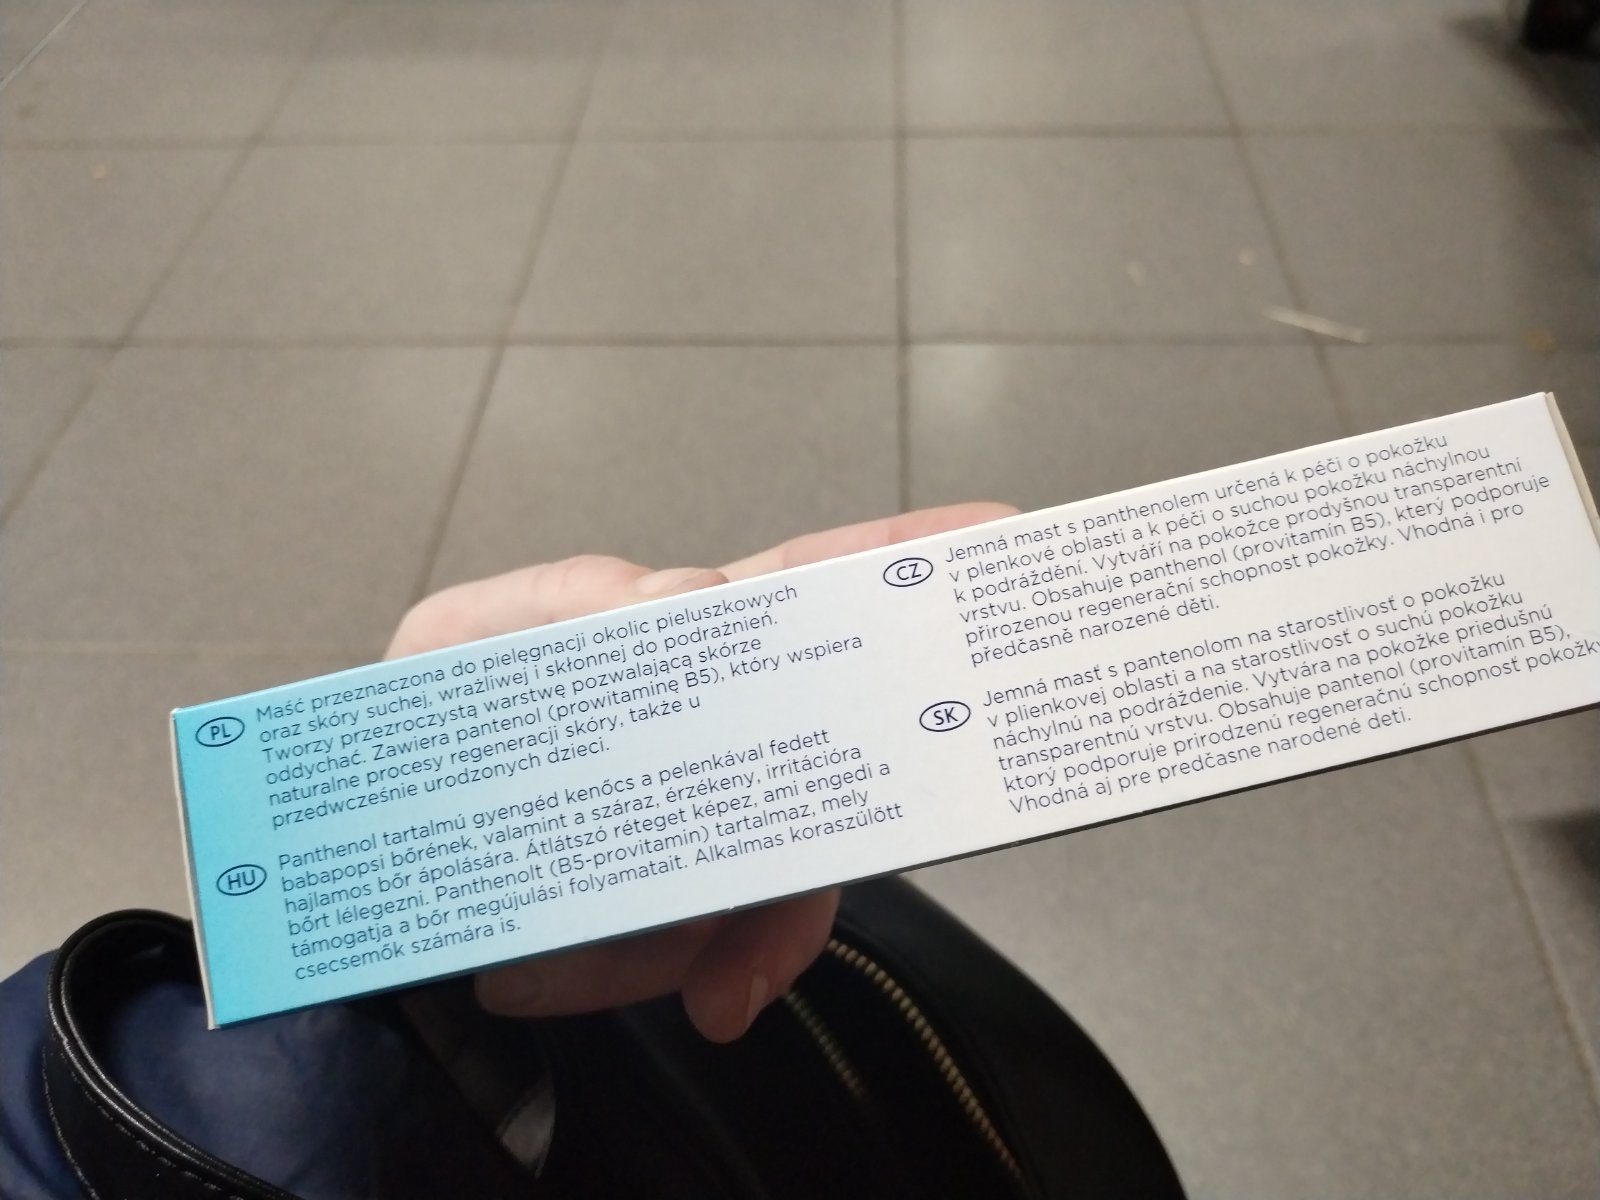 PL
Maść przeznaczona do pielęgnacji okolic pieluszkowych
oraz skóry suchej, wrażliwej i skłonnej do podrażnień.
Tworzy przezroczystą warstwę pozwalającą skórze
oddychać. Zawiera pantenol (prowitaminę B5), który wspiera
naturalne procesy regeneracji skóry, także u
przedwcześnie urodzonych dzieci.
HU
Panthenol tartalmú gyengéd kenőcs a pelenkával fedett
babapopsi bőrének, valamint a száraz, érzékeny, irritációra
hajlamos bőr ápolására. Átlátszó réteget képez, ami engedi a
bőrt lélegezni. Panthenolt (B5-provitamin) tartalmaz, mely
támogatja a bőr megújulási folyamatait. Alkalmas koraszülött
csecsemők számára is.
CZ
Jemná mast s panthenolem určená k péči o pokožku
v plenkové oblasti a k péči o suchou pokožku náchylnou
k podráždění. Vytváří na pokožce prodyšnou transparentní
vrstvu. Obsahuje panthenol (provitamín B5), který podporuje
přirozenou regenerační schopnost pokožky. Vhodná i pro
předčasně narozené děti.
SK
Jemná masť s pantenolom na starostlivosť o pokožku
v plienkovej oblasti a na starostlivosť o suchú pokožku
náchylnú na podráždenie. Vytvára na pokožke priedušnú
transparentnú vrstvu. Obsahuje pantenol (provitamín B5),
ktorý podporuje prirodzenú regeneračnú schopnosť pokožky.
Vhodná aj pre predčasne narodené deti.